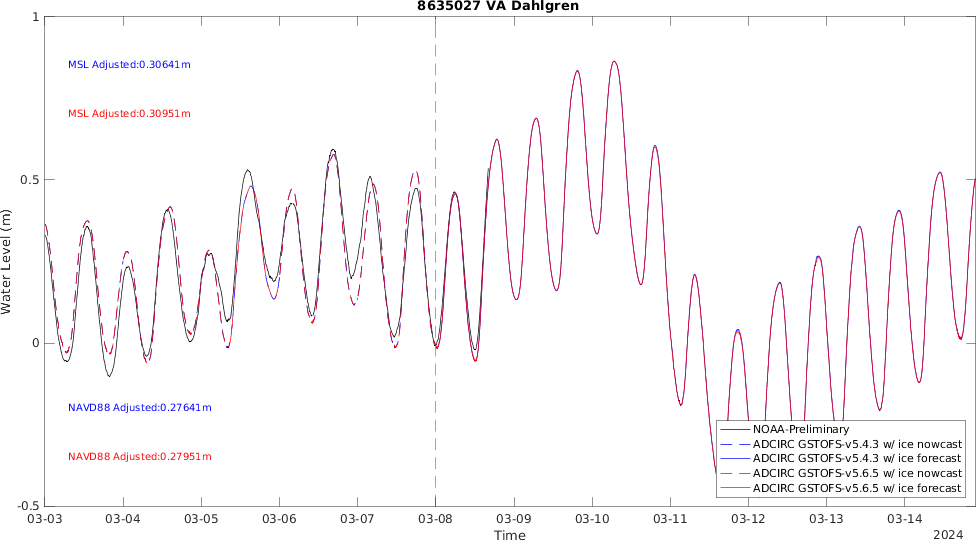 8635027 VA Dahlgren
1
0.5
0
-0.5
Water Level (m)
MSL Adjusted:0.30641m
MSL Adjusted:0.30951m
NAVD88 Adjusted:0.27641m
NAVD88 Adjusted:0.27951m
NOAA-Preliminary
ADCIRC GSTOFS-v5.4.3 w/ ice nowcast
ADCIRC GSTOFS-v5.4.3 w/ ice forecast
ADCIRC GSTOFS-v5.6.5 w/ ice nowcast
ADCIRC GSTOFS-v5.6.5 w/ ice forecast
03-03 03-04 03-05 03-06 03-07 03-08 03-09 03-10 03-11 03-12 03-13 03-14
Time
2024